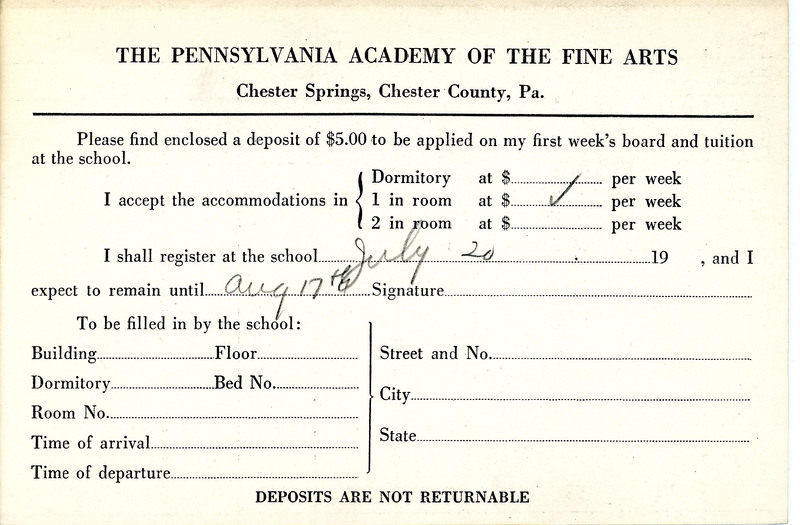 THE PENNSYLVANIA ACADEMY OF THE FINE ARTS
Chester Springs, Chester County, Pa.
Please find enclosed a deposit of $5.00 to be applied on my first week's board and tuition
at the school.
Dormitory at $ per week
I accept the accommodations in 1 in room at $ ✓ per week
2 in room at $ per week
I shall register at the school July 20 19 , and I
expect to remain until Aug 17th Signature
To be filled in by the school:
Building Floor
Dormitory Bed No.
Room No.
Time of arrival
Time of departure
Street and No.
City
State
DEPOSITS ARE NOT RETURNABLE